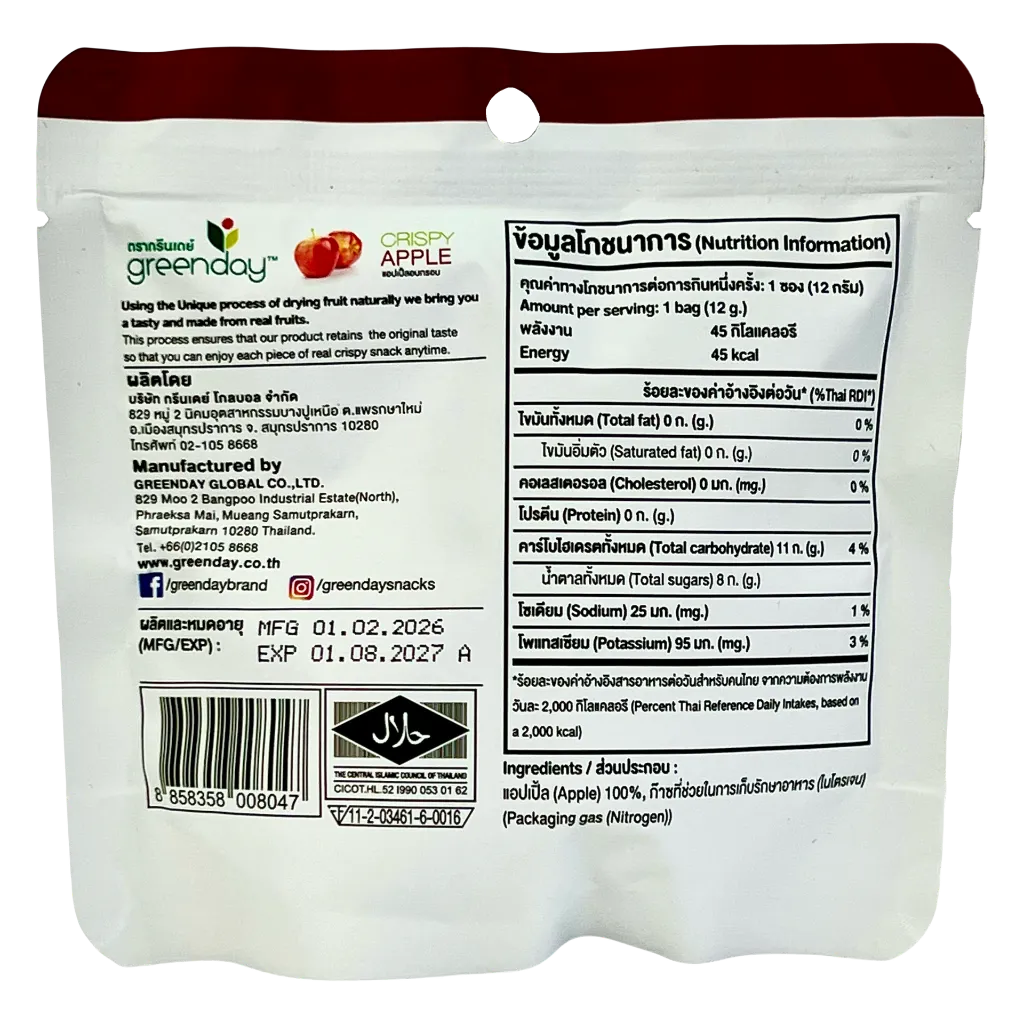 ตรากรีนเดย์
greenday™
CRISPY
APPLE
แอปเปิ้ลอบกรอบ
Using the Unique process of drying fruit naturally we bring you
a tasty and made from real fruits.
This process ensures that our product retains the original taste
so that you can enjoy each piece of real crispy snack anytime.
ผลิตโดย
บริษัท กรีนเดย์ โกลบอล จำกัด
829 หมู่ 2 นิคมอุตสาหกรรมบางปูเหนือ ต.แพรกษาใหม่
อ.เมืองสมุทรปราการ จ. สมุทรปราการ 10280
โทรศัพท์ 02-105 8668
Manufactured by
GREENDAY GLOBAL CO.,LTD.
829 Moo 2 Bangpoo Industrial Estate(North),
Phraeksa Mai, Mueang Samutprakarn,
Samutprakarn 10280 Thailand.
Tel. +66(0)2105 8668
www.greenday.co.th
/greendaybrand /greendaysnacks
ผลิตและหมดอายุ MFG 01.02.2026
(MFG/EXP) : EXP 01.08.2027 A
8 858358 008047
حلال
THE CENTRAL ISLAMIC COUNCIL OF THAILAND
CICOT.HL.52 I990 053 01 62
F/11-2-03461-6-0016
ข้อมูลโภชนาการ (Nutrition Information)
คุณค่าทางโภชนาการต่อการกินหนึ่งครั้ง: 1 ซอง (12 กรัม)
Amount per serving: 1 bag (12 g.)
พลังงาน 45 กิโลแคลอรี
Energy 45 kcal
ร้อยละของค่าอ้างอิงต่อวัน* (%Thai RDI*)
ไขมันทั้งหมด (Total fat) 0 ก. (g.) 0 %
ไขมันอิ่มตัว (Saturated fat) 0 ก. (g.) 0 %
คอเลสเตอรอล (Cholesterol) 0 มก. (mg.) 0 %
โปรตีน (Protein) 0 ก. (g.)
คาร์โบไฮเดรตทั้งหมด (Total carbohydrate) 11 ก. (g.) 4 %
น้ำตาลทั้งหมด (Total sugars) 8 ก. (g.)
โซเดียม (Sodium) 25 มก. (mg.) 1 %
โพแทสเซียม (Potassium) 95 มก. (mg.) 3 %
*ร้อยละของค่าอ้างอิงสารอาหารต่อวันสำหรับคนไทย จากความต้องการพลังงาน
วันละ 2,000 กิโลแคลอรี (Percent Thai Reference Daily Intakes, based on
a 2,000 kcal)
Ingredients / ส่วนประกอบ :
แอปเปิ้ล (Apple) 100%, ก๊าซที่ช่วยในการเก็บรักษาอาหาร (ไนโตรเจน)
(Packaging gas (Nitrogen))